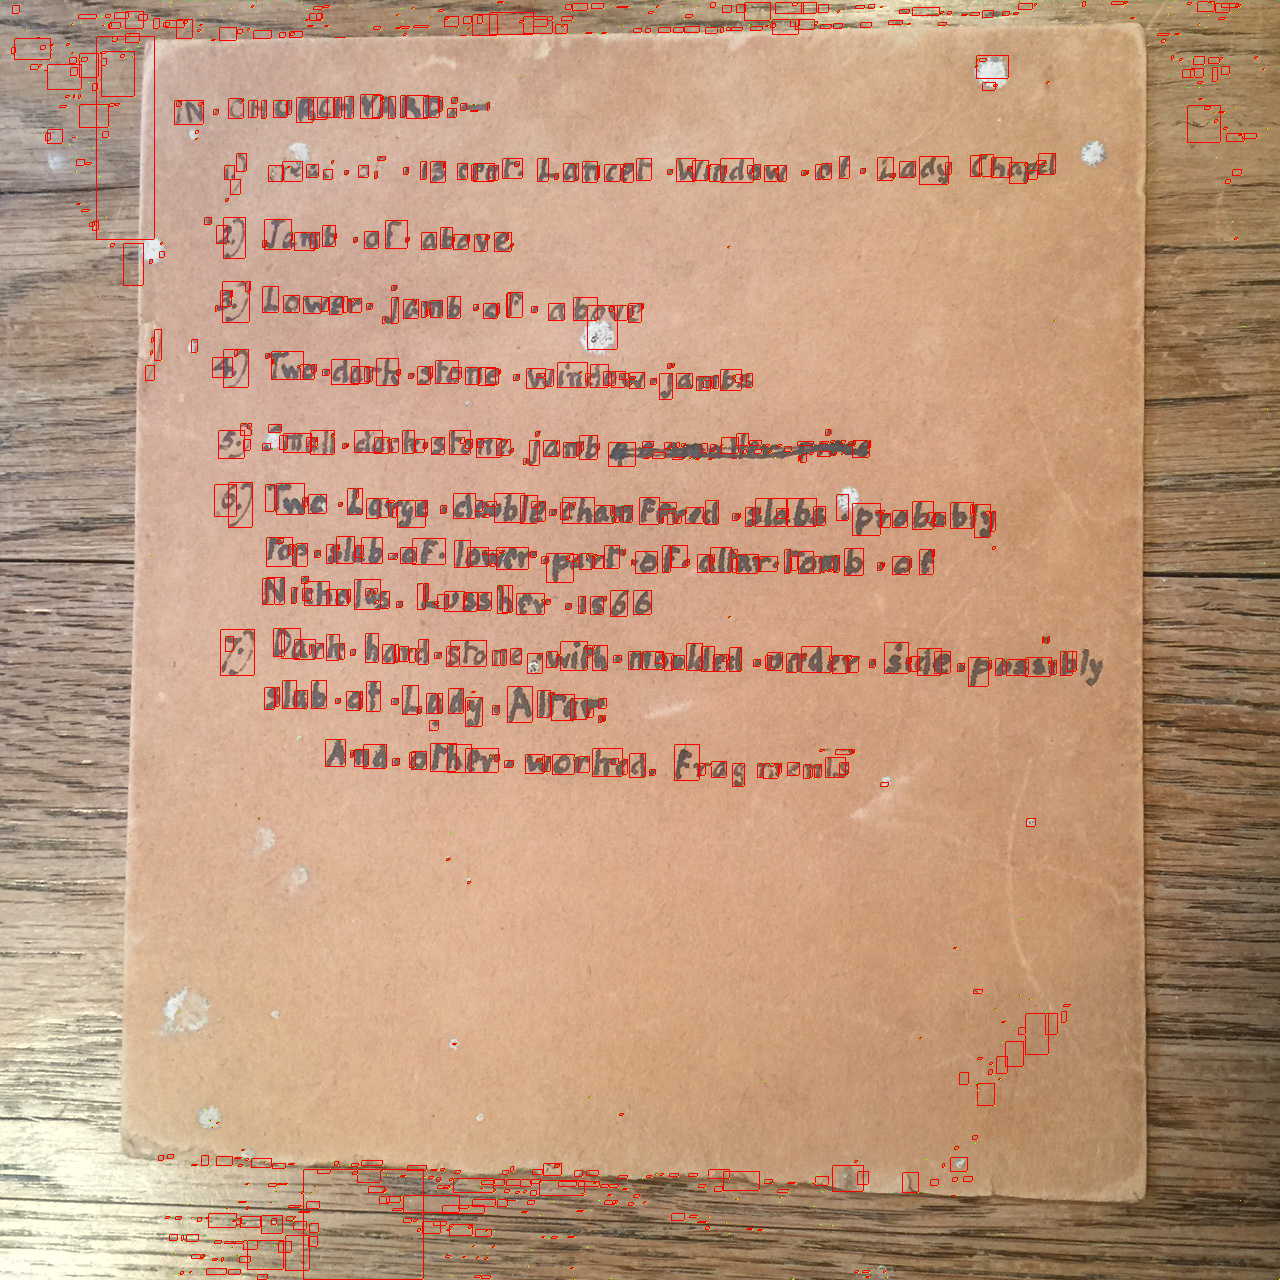 IN. CHURCHYARD:—
1) Head. of. 13 cent. Lancet. Window. of. Lady Chapel
2.) Jamb. of. above.
3.) Lower. jamb. of. above
4.) Two. dark. stone. window. jambs
5.) Small. dark. stone. jamb
6.) Two. Large. double. chamfered. slabs. probably
Top. slab. of. lower. part. of. altar. Tomb. of
Nicholas. Lussher. 1566
7.) Dark. hard. stone. with. moulded. under. side. possibly
slab. of. Lady. Altar:
And. other. worked. Fragments